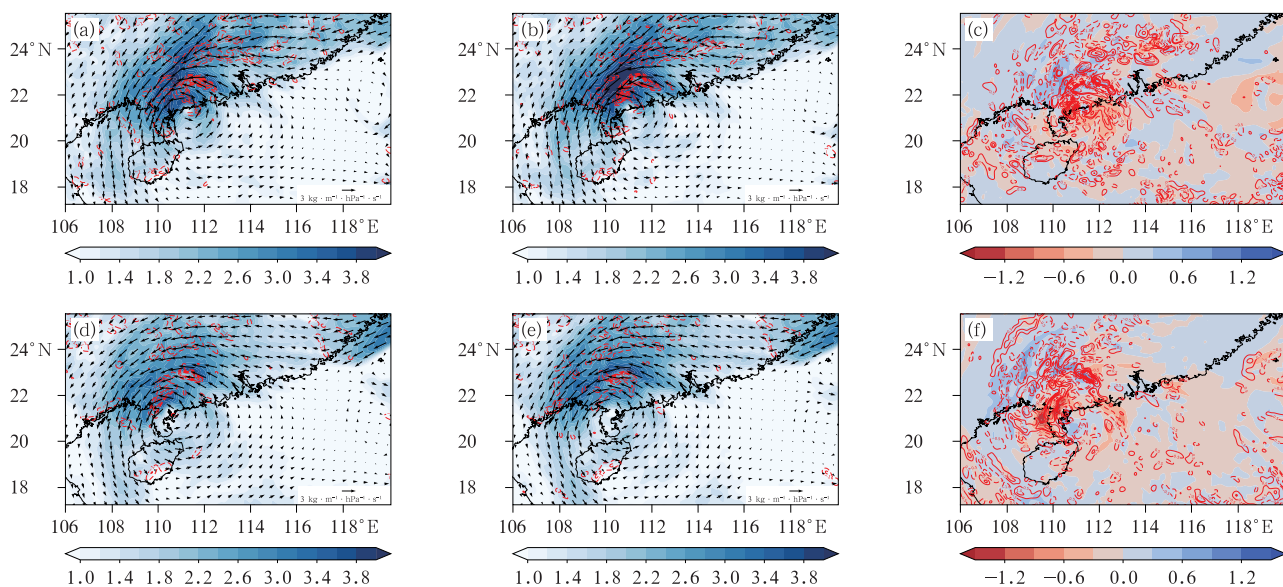 (a) (b) (c)
24°N 24°N 24°N
22 22 22
20 20 20
18 18 18
3 kg · m⁻¹ · hPa⁻¹ · s⁻¹ 3 kg · m⁻¹ · hPa⁻¹ · s⁻¹
106 108 110 112 114 116 118°E 106 108 110 112 114 116 118°E 106 108 110 112 114 116 118°E
1.0 1.4 1.8 2.2 2.6 3.0 3.4 3.8 1.0 1.4 1.8 2.2 2.6 3.0 3.4 3.8 −1.2 −0.6 0.0 0.6 1.2
(d) (e) (f)
24°N 24°N 24°N
22 22 22
20 20 20
18 18 18
3 kg · m⁻¹ · hPa⁻¹ · s⁻¹ 3 kg · m⁻¹ · hPa⁻¹ · s⁻¹
106 108 110 112 114 116 118°E 106 108 110 112 114 116 118°E 106 108 110 112 114 116 118°E
1.0 1.4 1.8 2.2 2.6 3.0 3.4 3.8 1.0 1.4 1.8 2.2 2.6 3.0 3.4 3.8 −1.2 −0.6 0.0 0.6 1.2